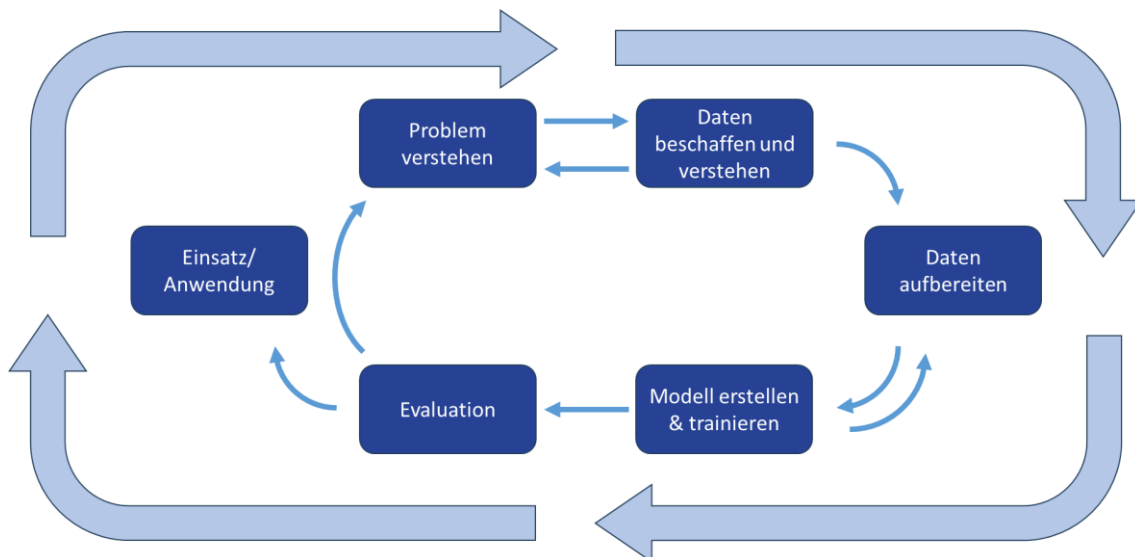 Problem
verstehen
Daten
beschaffen und
verstehen
Einsatz/
Anwendung
Daten
aufbereiten
Evaluation
Modell erstellen
& trainieren